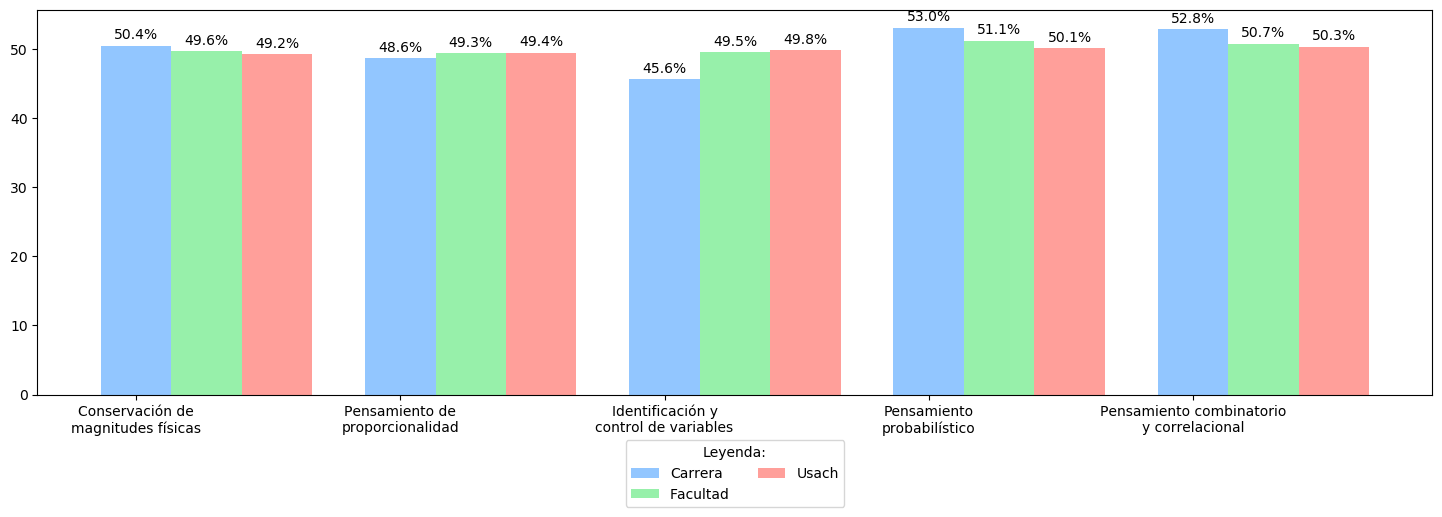 53.0%
52.8%
50.4%
49.6%
49.2%
48.6%
49.3%
49.4%
45.6%
49.5%
49.8%
51.1%
50.1%
50.7%
50.3%
50
40
30
20
10
0
Conservación de
magnitudes físicas
Pensamiento de
proporcionalidad
Identificación y
control de variables
Pensamiento
probabilístico
Pensamiento combinatorio
y correlacional
Leyenda:
Carrera
Facultad
Usach